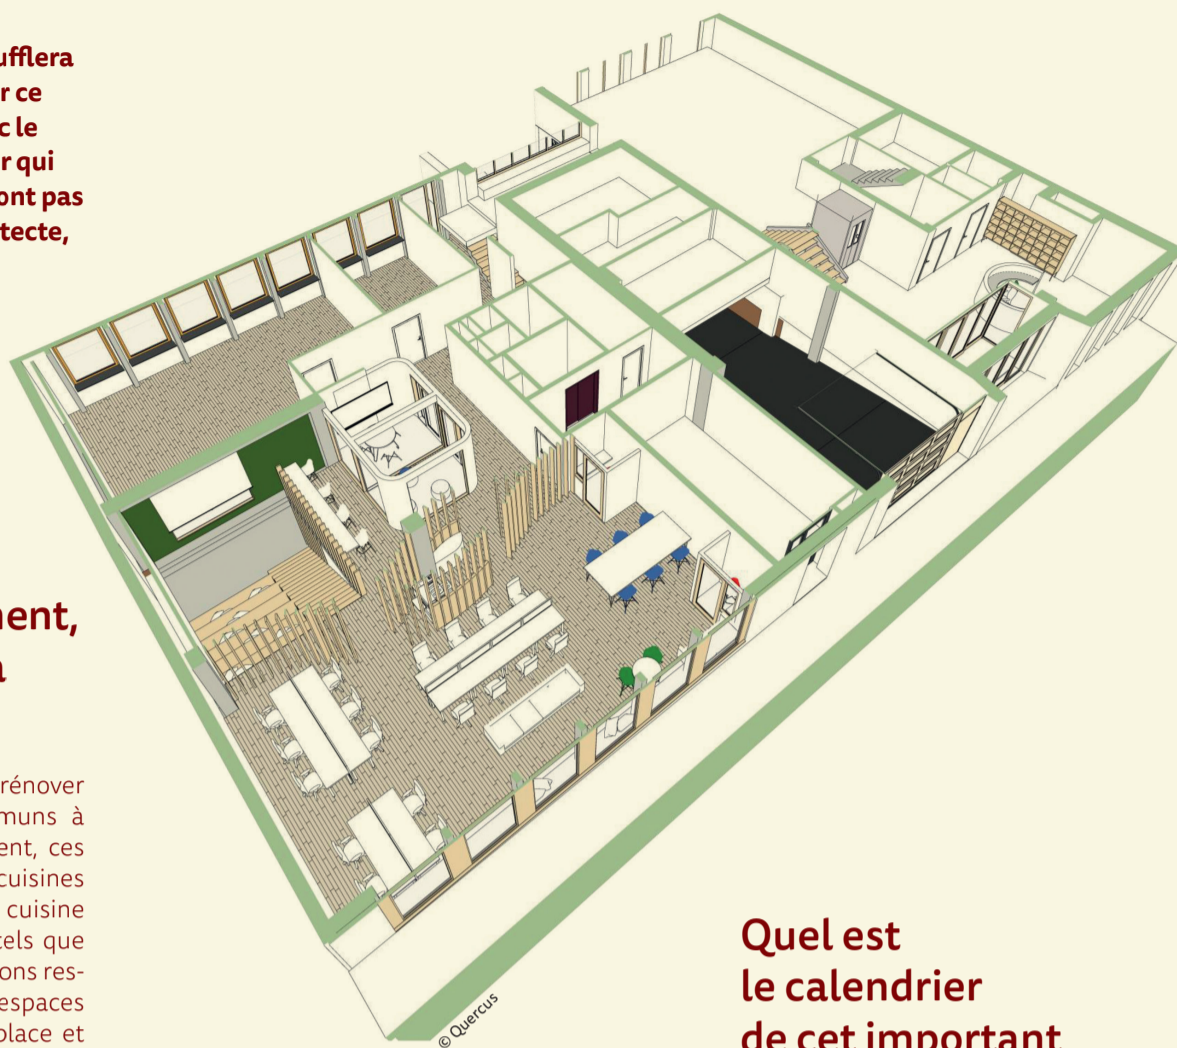 ufflera
r ce
c le
r qui
ont pas
tecte,
nent,
a
rénover
muns à
ent, ces
cuisines
cuisine
tels que
ons res-
espaces
place et
© Quercus
Quel est
le calendrier
de cet important